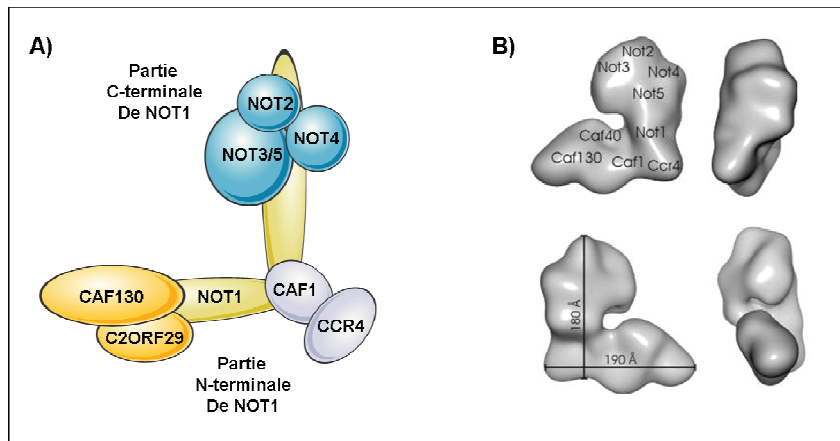 A)
Partie
C-terminale
De NOT1
NOT2
NOT4
NOT3/5
CAF130
NOT1
CAF1
C2ORF29
CCR4
Partie
N-terminale
De NOT1
B)
Not2
Not3
Not4
Not5
Caf40
Not1
Caf130
Caf1
Ccr4
180 Å
190 Å